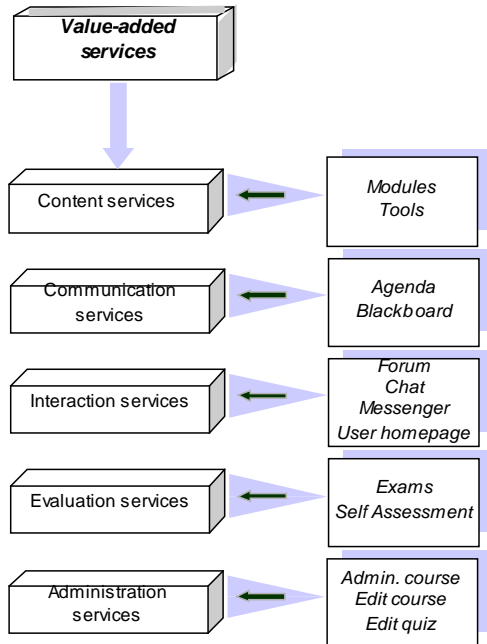 Value-added
services
Content services
Modules
Tools
Communication
services
Agenda
Blackboard
Interaction services
Forum
Chat
Messenger
User homepage
Evaluation services
Exams
Self Assessment
Administration
services
Admin. course
Edit course
Edit quiz